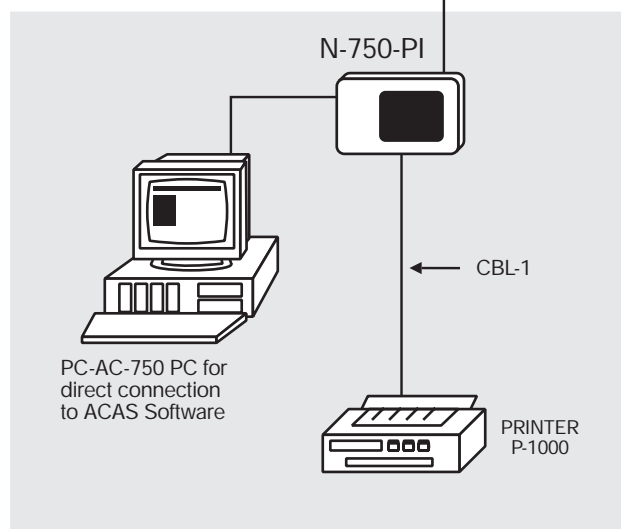 N-750-PI
CBL-1
PC-AC-750 PC for
direct connection
to ACAS Software
PRINTER
P-1000